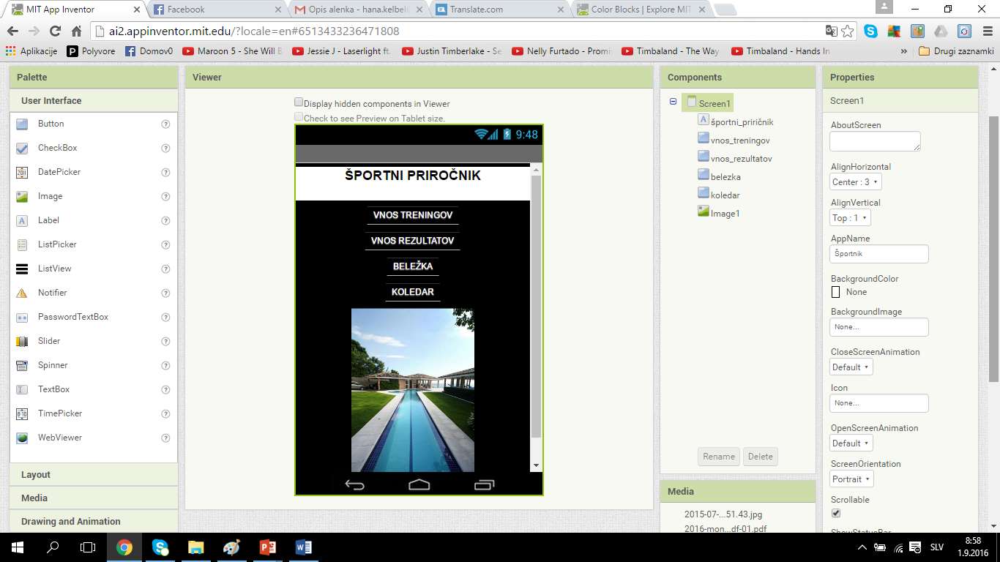 MIT App Inventor
Facebook
Opis alenka - hana.kelbel@
Translate.com
Color Blocks | Explore MIT
ai2.appinventor.mit.edu/?locale=en#6513433236471808
Aplikacije
Polyvore
Domov0
Maroon 5 - She Will B
Jessie J - Laserlight ft.
Justin Timberlake - Se
Nelly Furtado - Promi
Timbaland - The Way
Timbaland - Hands In
»
Drugi zaznamki
Palette
User Interface
Button
CheckBox
DatePicker
Image
Label
ListPicker
ListView
Notifier
PasswordTextBox
Slider
Spinner
TextBox
TimePicker
WebViewer
Layout
Media
Drawing and Animation
Viewer
Display hidden components in Viewer
Check to see Preview on Tablet size.
9:48
ŠPORTNI PRIROČNIK
VNOS TRENINGOV
VNOS REZULTATOV
BELEŽKA
KOLEDAR
Components
Screen1
športni_priričnik
vnos_treningov
vnos_rezultatov
belezka
koledar
Image1
Rename Delete
Media
2015-07-...51.43.jpg
2016-mon...df-01.pdf
Properties
Screen1
AboutScreen
AlignHorizontal
Center : 3
AlignVertical
Top : 1
AppName
Športnik
BackgroundColor
None
BackgroundImage
None...
CloseScreenAnimation
Default
Icon
None...
OpenScreenAnimation
Default
ScreenOrientation
Portrait
Scrollable
ShowStatusBar
SLV
8:58
1.9.2016